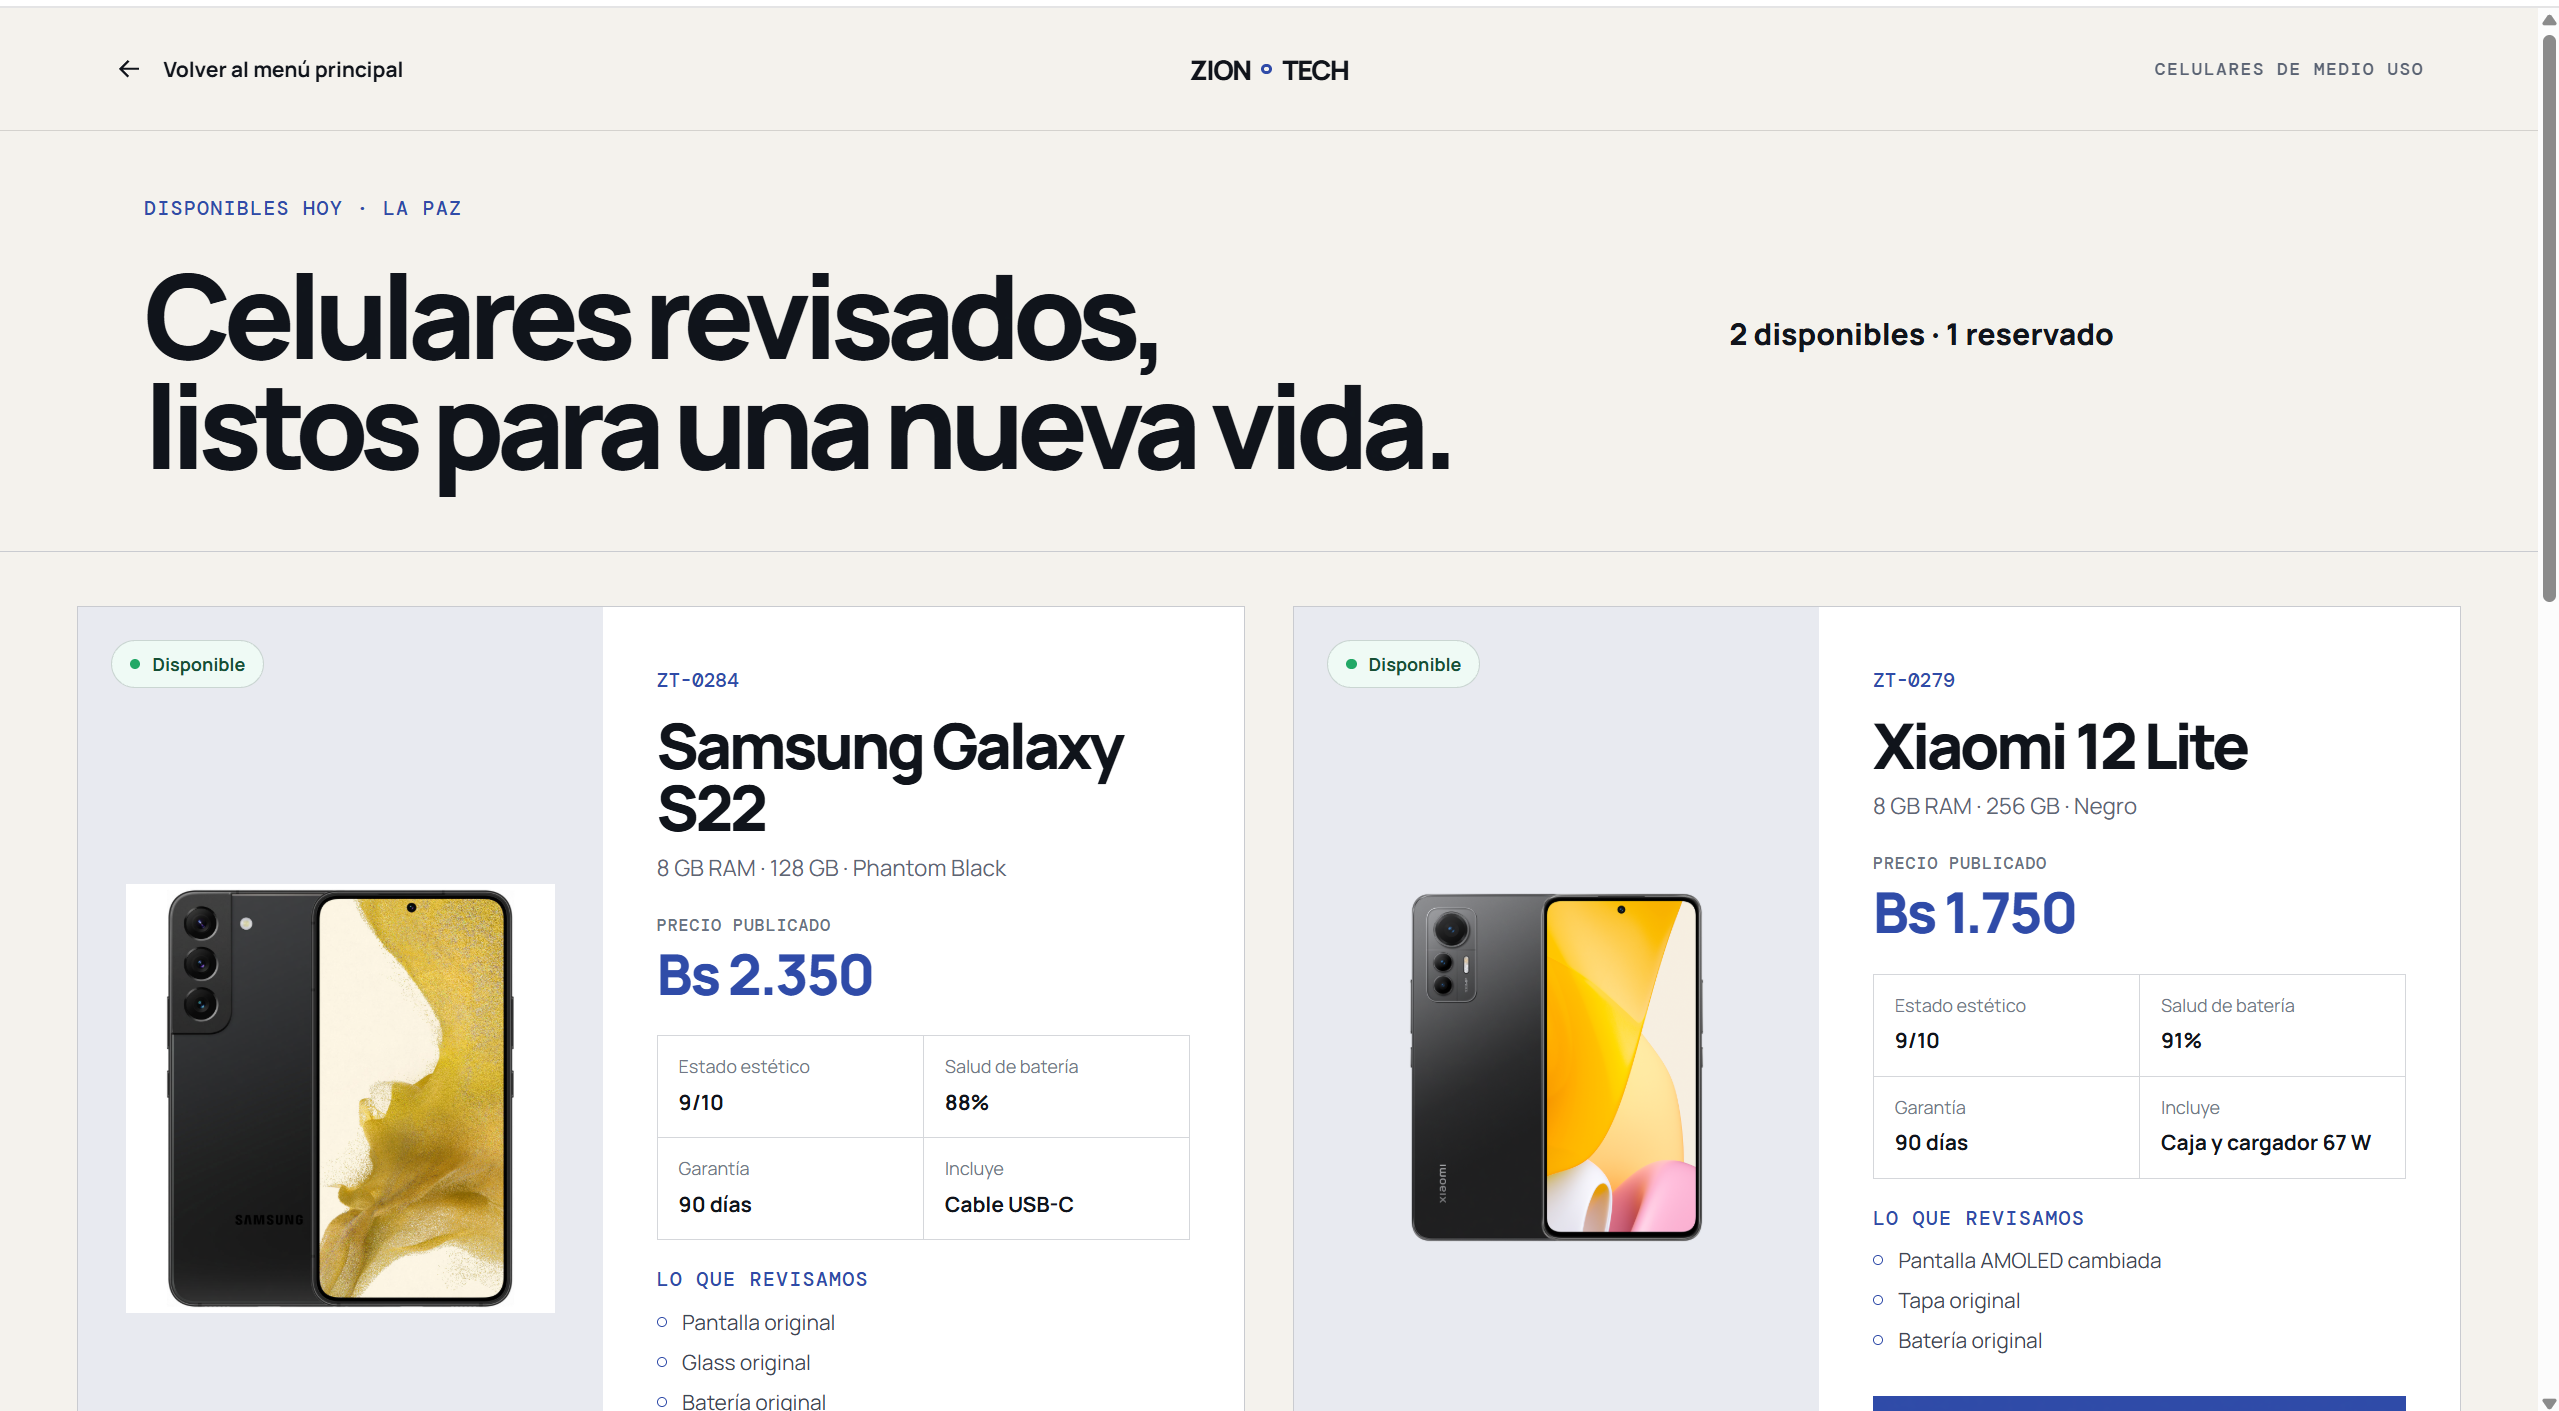 Volver al menú principal
ZION TECH
CELULARES DE MEDIO USO
DISPONIBLES HOY · LA PAZ
Celulares revisados,
listos para una nueva vida.
2 disponibles · 1 reservado
Disponible
SAMSUNG
ZT-0284
Samsung Galaxy
S22
8 GB RAM · 128 GB · Phantom Black
PRECIO PUBLICADO
Bs 2.350
Estado estético
9/10
Salud de batería
88%
Garantía
90 días
Incluye
Cable USB-C
LO QUE REVISAMOS
Pantalla original
Glass original
Batería original
Disponible
xiaomi
ZT-0279
Xiaomi 12 Lite
8 GB RAM · 256 GB · Negro
PRECIO PUBLICADO
Bs 1.750
Estado estético
9/10
Salud de batería
91%
Garantía
90 días
Incluye
Caja y cargador 67 W
LO QUE REVISAMOS
Pantalla AMOLED cambiada
Tapa original
Batería original